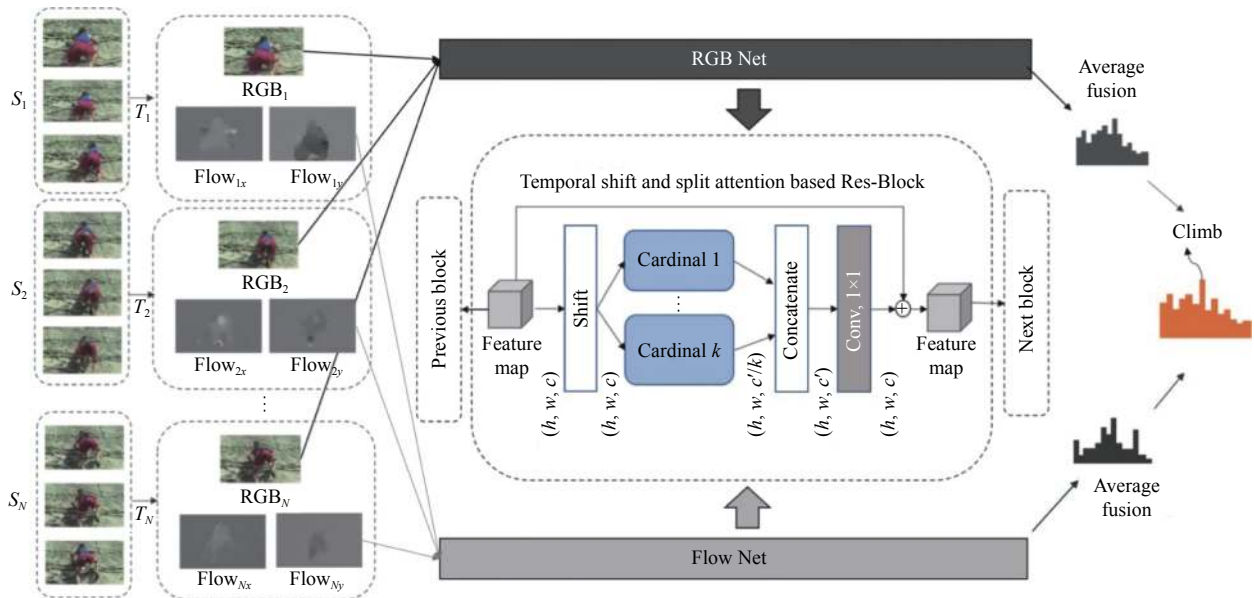 S1
T1
RGB1
Flow1x
Flow1y
S2
T2
RGB2
Flow2x
Flow2y
⋮
SN
TN
RGBN
FlowNx
FlowNy
RGB Net
Temporal shift and split attention based Res-Block
Previous block
Feature
map
(h, w, c)
Shift
(h, w, c)
Cardinal 1
...
Cardinal k
(h, w, c′/k)
Concatenate
(h, w, c′)
Conv, 1×1
(h, w, c)
+
Feature
map
Next block
Flow Net
Average
fusion
Climb
Average
fusion